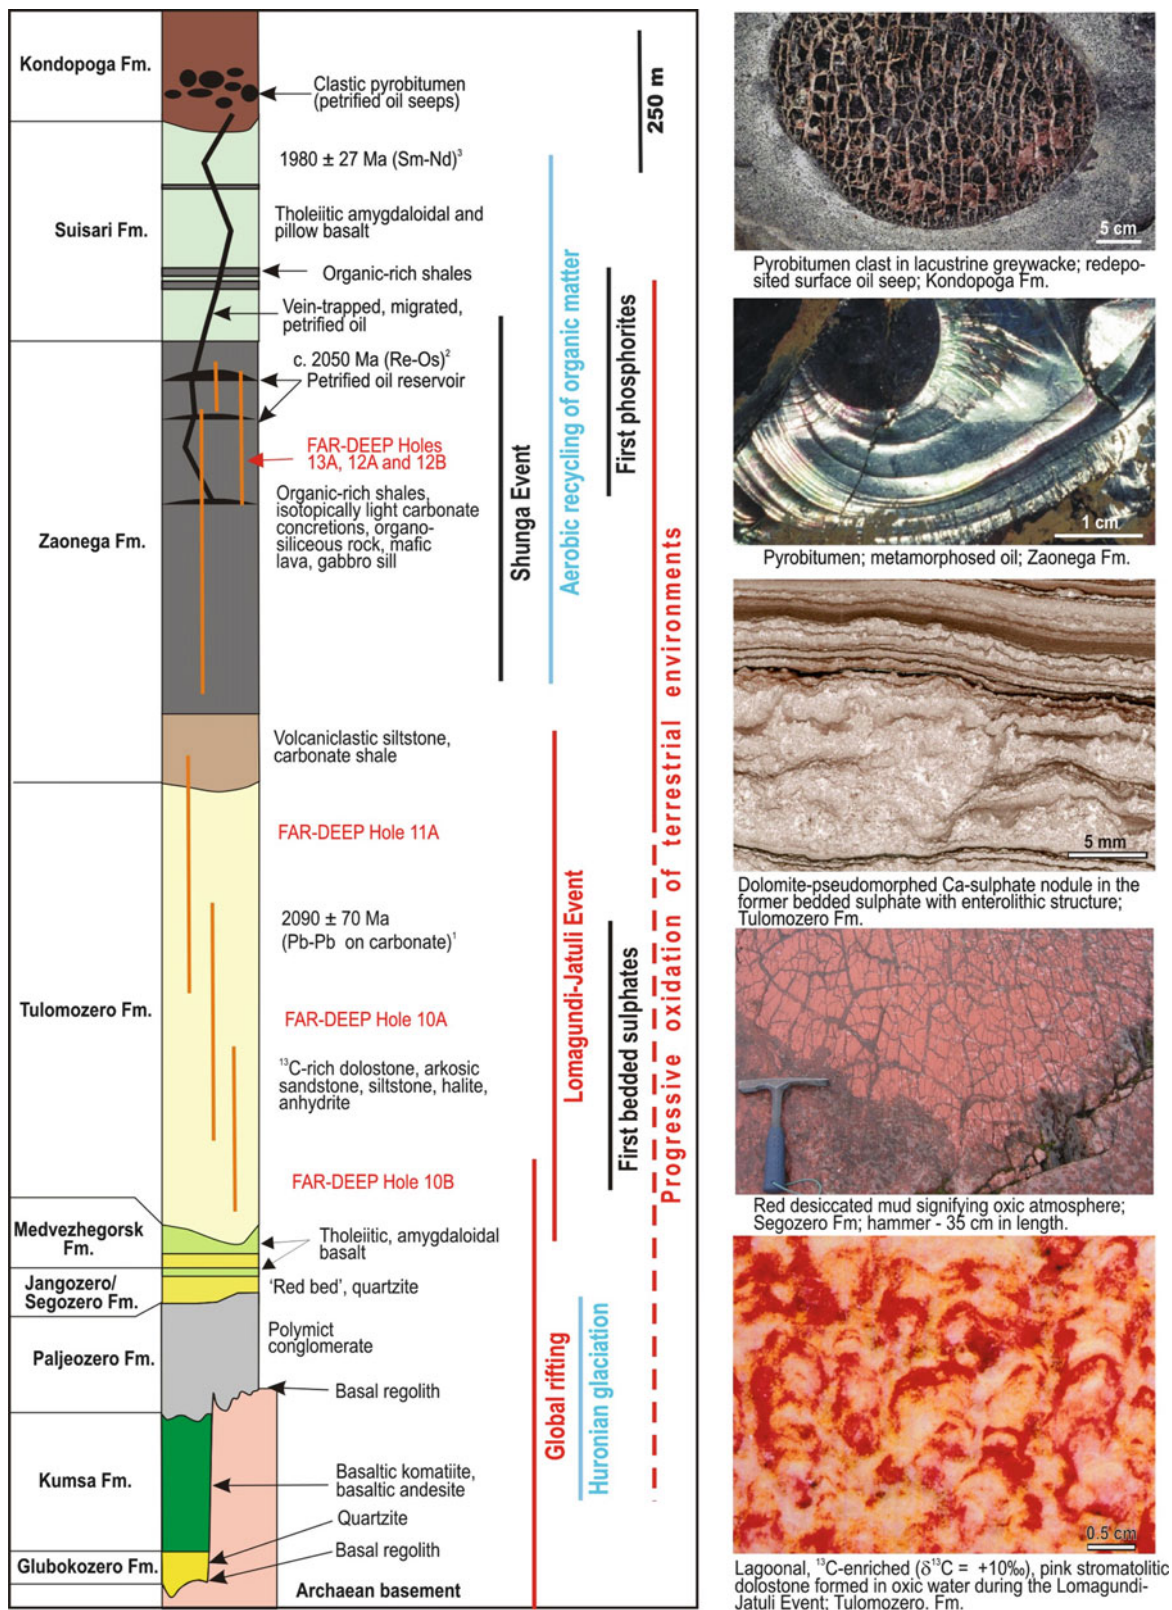 Kondopoga Fm.
Clastic pyrobitumen
(petrified oil seeps)
250 m
Suisari Fm.
1980 ± 27 Ma (Sm-Nd)³
Tholeiitic amygdaloidal and
pillow basalt
Organic-rich shales
Vein-trapped, migrated,
petrified oil
Zaonega Fm.
c. 2050 Ma (Re-Os)²
Petrified oil reservoir
FAR-DEEP Holes
13A, 12A and 12B
Organic-rich shales,
isotopically light carbonate
concretions, organo-
siliceous rock, mafic
lava, gabbro sill
Volcaniclastic siltstone,
carbonate shale
Tulomozero Fm.
FAR-DEEP Hole 11A
2090 ± 70 Ma
(Pb-Pb on carbonate)¹
FAR-DEEP Hole 10A
¹³C-rich dolostone, arkosic
sandstone, siltstone, halite,
anhydrite
FAR-DEEP Hole 10B
Medvezhegorsk
Fm.
Tholeiitic, amygdaloidal
basalt
Jangozero/
Segozero Fm.
'Red bed', quartzite
Paljeozero Fm.
Polymict
conglomerate
Basal regolith
Kumsa Fm.
Basaltic komatiite,
basaltic andesite
Quartzite
Glubokozero Fm.
Basal regolith
Archaean basement
Shunga Event
Aerobic recycling of organic matter
First phosphorites
Progressive oxidation of terrestrial environments
Lomagundi-Jatuli Event
First bedded sulphates
Global rifting
Huronian glaciation
5 cm
Pyrobitumen clast in lacustrine greywacke; redepo-
sited surface oil seep; Kondopoga Fm.
1 cm
Pyrobitumen; metamorphosed oil; Zaonega Fm.
5 mm
Dolomite-pseudomorphed Ca-sulphate nodule in the
former bedded sulphate with enterolithic structure;
Tulomozero Fm.
Red desiccated mud signifying oxic atmosphere;
Segozero Fm; hammer - 35 cm in length.
0.5 cm
Lagoonal, ¹³C-enriched (δ¹³C = +10‰), pink stromatolitic
dolostone formed in oxic water during the Lomagundi-
Jatuli Event; Tulomozero. Fm.